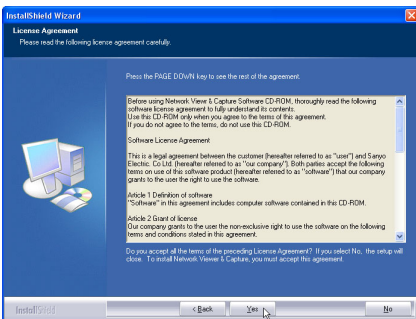 InstallShield Wizard
License Agreement
Please read the following license agreement carefully.
Press the PAGE DOWN key to see the rest of the agreement.
Before using Network View & Capture Software CD-ROM, thoroughly read the following
software license agreement to fully understand its contents.
Use this CD-ROM only when you agree to the terms of this agreement.
If you do not agree to the terms, do not use this CD-ROM.
Software License Agreement
This is a legal agreement between the customer (hereafter referred to as "user") and Sanyo
Electric. Co Ltd. (hereafter referred to as "our company"). Both parties accept the following
terms on use of this software product (hereafter referred to as "software") that our company
grants to the user the right to use the software.
Article 1 Definition of software
"Software" in this agreement includes computer software contained in this CD-ROM.
Article 2 Grant of license
Our company grants to the user the non-exclusive right to use the software on the following
terms and conditions stated in this agreement.
Do you accept all the terms of the preceding License Agreement? If you select No, the setup will
close. To install Network Viewer & Capture, you must accept this agreement.
InstallShield
< Back
Yes
No